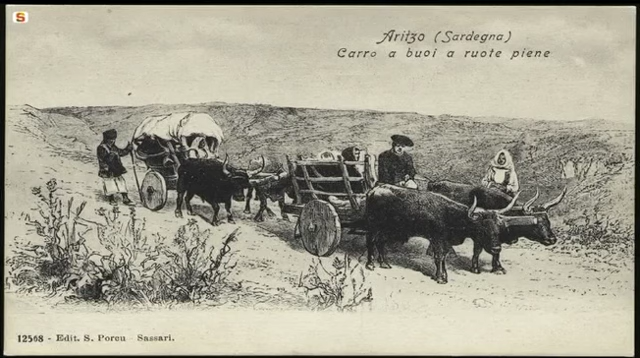 S
Aritzo (Sardegna)
Carro a buoi a ruote piene
12568 - Edit. S. Porcu - Sassari.